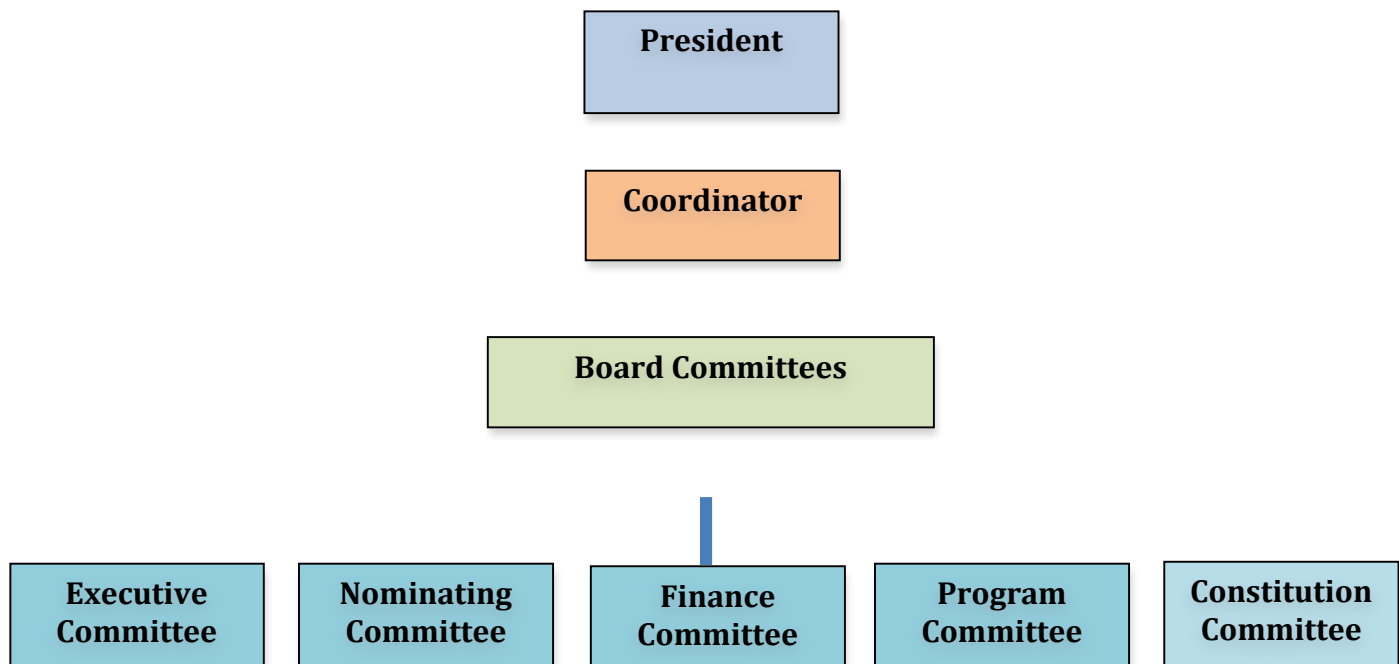 President
Coordinator
Board Committees
Executive
Committee
Nominating
Committee
Finance
Committee
Program
Committee
Constitution
Committee